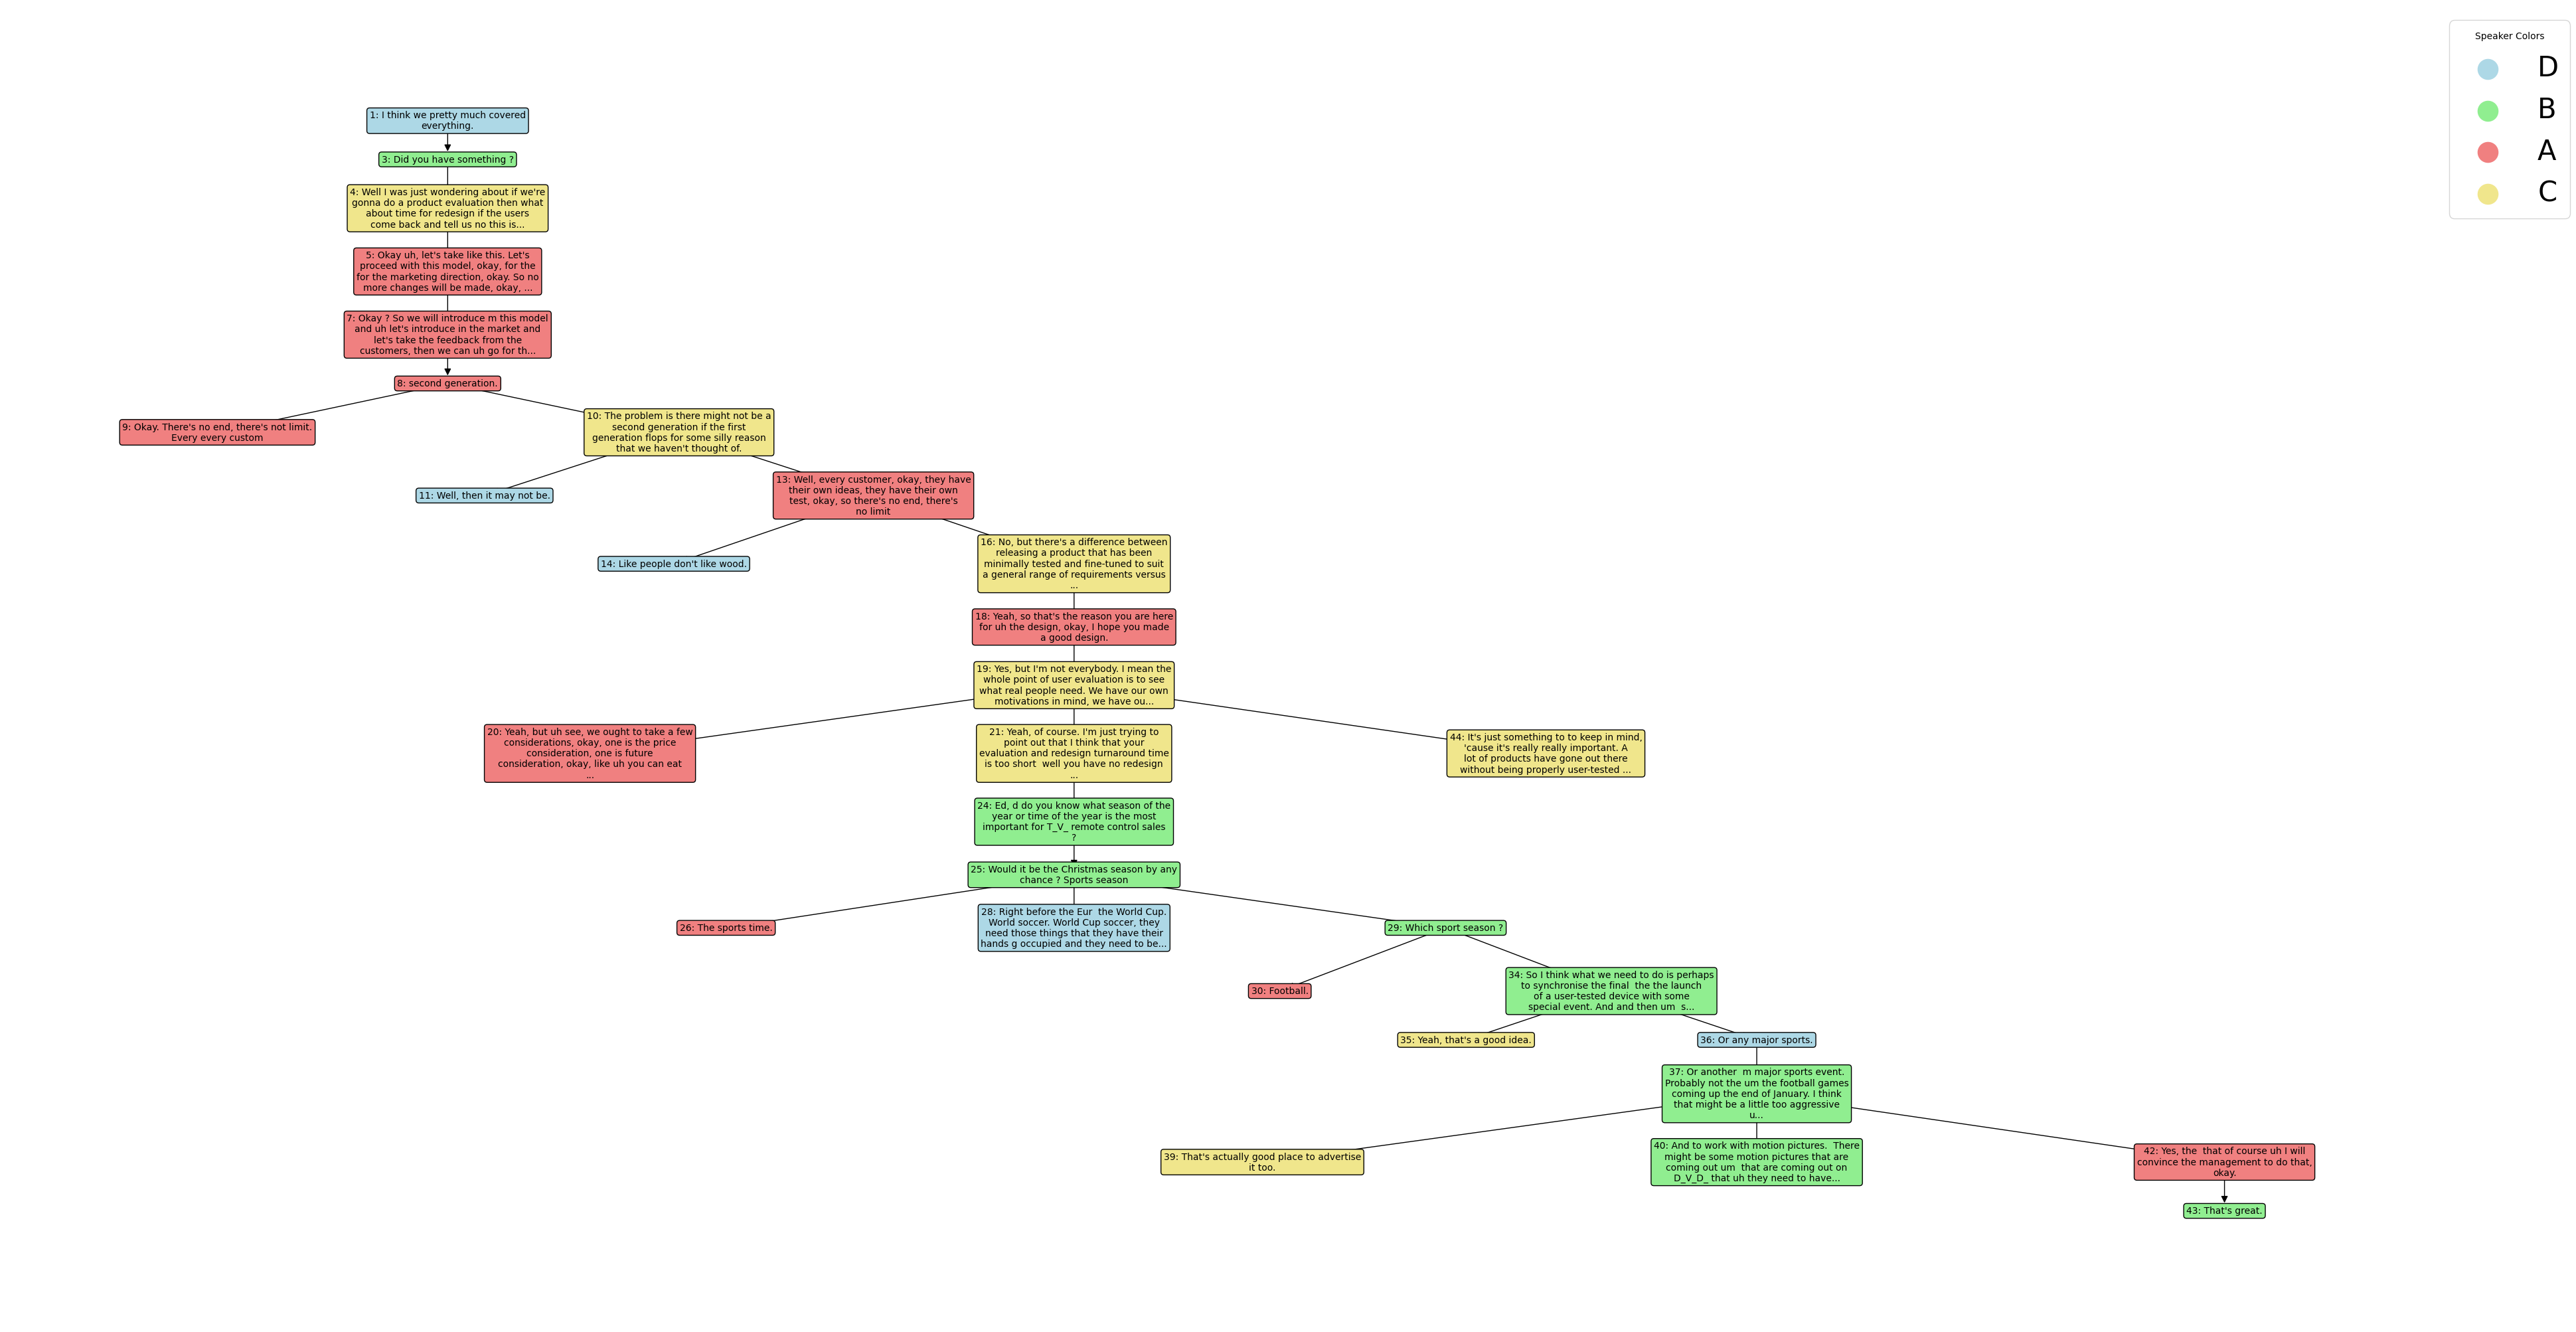 Speaker Colors
D
B
A
C
1: I think we pretty much covered
everything.
3: Did you have something ?
4: Well I was just wondering about if we're
gonna do a product evaluation then what
about time for redesign if the users
come back and tell us no this is...
5: Okay uh, let's take like this. Let's
proceed with this model, okay, for the
for the marketing direction, okay. So no
more changes will be made, okay, ...
7: Okay ? So we will introduce m this model
and uh let's introduce in the market and
let's take the feedback from the
customers, then we can uh go for th...
8: second generation.
9: Okay. There's no end, there's not limit.
Every every custom
10: The problem is there might not be a
second generation if the first
generation flops for some silly reason
that we haven't thought of.
11: Well, then it may not be.
13: Well, every customer, okay, they have
their own ideas, they have their own
test, okay, so there's no end, there's
no limit
14: Like people don't like wood.
16: No, but there's a difference between
releasing a product that has been
minimally tested and fine-tuned to suit
a general range of requirements versus
...
18: Yeah, so that's the reason you are here
for uh the design, okay, I hope you made
a good design.
19: Yes, but I'm not everybody. I mean the
whole point of user evaluation is to see
what real people need. We have our own
motivations in mind, we have ou...
20: Yeah, but uh see, we ought to take a few
considerations, okay, one is the price
consideration, one is future
consideration, okay, like uh you can eat
...
21: Yeah, of course. I'm just trying to
point out that I think that your
evaluation and redesign turnaround time
is too short  well you have no redesign
...
44: It's just something to to keep in mind,
'cause it's really really important. A
lot of products have gone out there
without being properly user-tested ...
24: Ed, d do you know what season of the
year or time of the year is the most
important for T_V_ remote control sales
?
25: Would it be the Christmas season by any
chance ? Sports season
26: The sports time.
28: Right before the Eur  the World Cup.
World soccer. World Cup soccer, they
need those things that they have their
hands g occupied and they need to be...
29: Which sport season ?
30: Football.
34: So I think what we need to do is perhaps
to synchronise the final  the the launch
of a user-tested device with some
special event. And and then um  s...
35: Yeah, that's a good idea.
36: Or any major sports.
37: Or another  m major sports event.
Probably not the um the football games
coming up the end of January. I think
that might be a little too aggressive
u...
39: That's actually good place to advertise
it too.
40: And to work with motion pictures.  There
might be some motion pictures that are
coming out um  that are coming out on
D_V_D_ that uh they need to have...
42: Yes, the  that of course uh I will
convince the management to do that,
okay.
43: That's great.